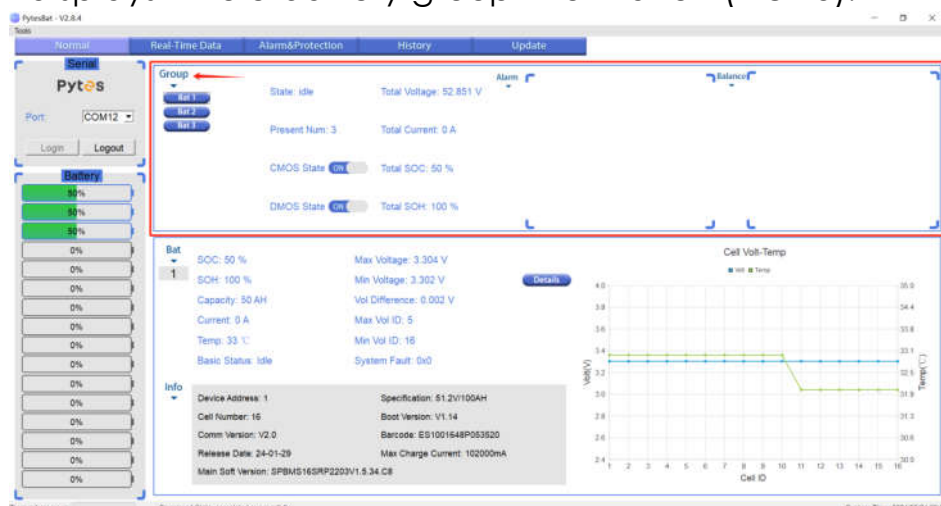 PytesBat - V2.8.4
Tools
Normal Real-Time Data Alarm&Protection History Update
Serial
Pytes
Port: COM12
Login Logout
Battery
50%
50%
50%
0%
0%
0%
0%
0%
0%
0%
0%
0%
0%
0%
0%
0%
Group
Bat 1
Bat 2
Bat 3
State: idle Total Voltage: 52.851 V
Present Num: 3 Total Current: 0 A
CMOS State ON Total SOC: 50 %
DMOS State ON Total SOH: 100 %
Alarm
Balance
Bat
1
SOC: 50 % Max Voltage: 3.304 V
SOH: 100 % Min Voltage: 3.302 V
Capacity: 50 AH Vol Difference: 0.002 V
Current: 0 A Max Vol ID: 5
Temp: 33 ℃ Min Vol ID: 16
Basic Status: Idle System Fault: 0x0
Details
Info
Device Address: 1 Specification: 51.2V/100AH
Cell Number: 16 Boot Version: V1.14
Comm Version: V2.0 Barcode: ES1001648P053520
Release Date: 24-01-29 Max Charge Current: 102000mA
Main Soft Version: SPBMS16SRP2203V1.5.34.C8
Cell Volt-Temp
Volt Temp
Volt(V)
4.0
3.8
3.6
3.4
3.2
3.0
2.8
2.6
2.4
35.0
34.4
33.8
33.1
32.5
31.9
31.3
30.6
30.0
Temp(℃)
1 2 3 4 5 6 7 8 9 10 11 12 13 14 15 16
Cell ID